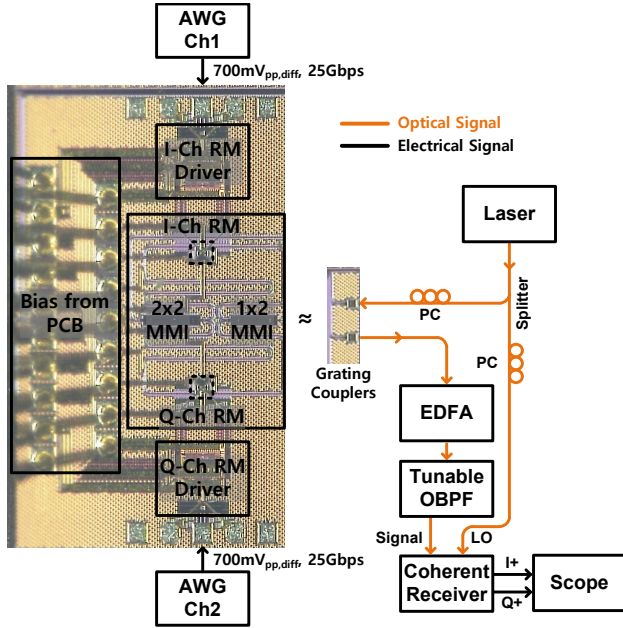 AWG
Ch1
700mVpp,diff, 25Gbps
Optical Signal
Electrical Signal
I-Ch RM
Driver
I-Ch RM
Bias from
PCB
2x2
MMI
1x2
MMI
Q-Ch RM
Q-Ch RM
Driver
700mVpp,diff, 25Gbps
AWG
Ch2
≈
Laser
Splitter
PC
PC
Grating
Couplers
EDFA
Tunable
OBPF
Signal
LO
Coherent
Receiver
I+
Q+
Scope